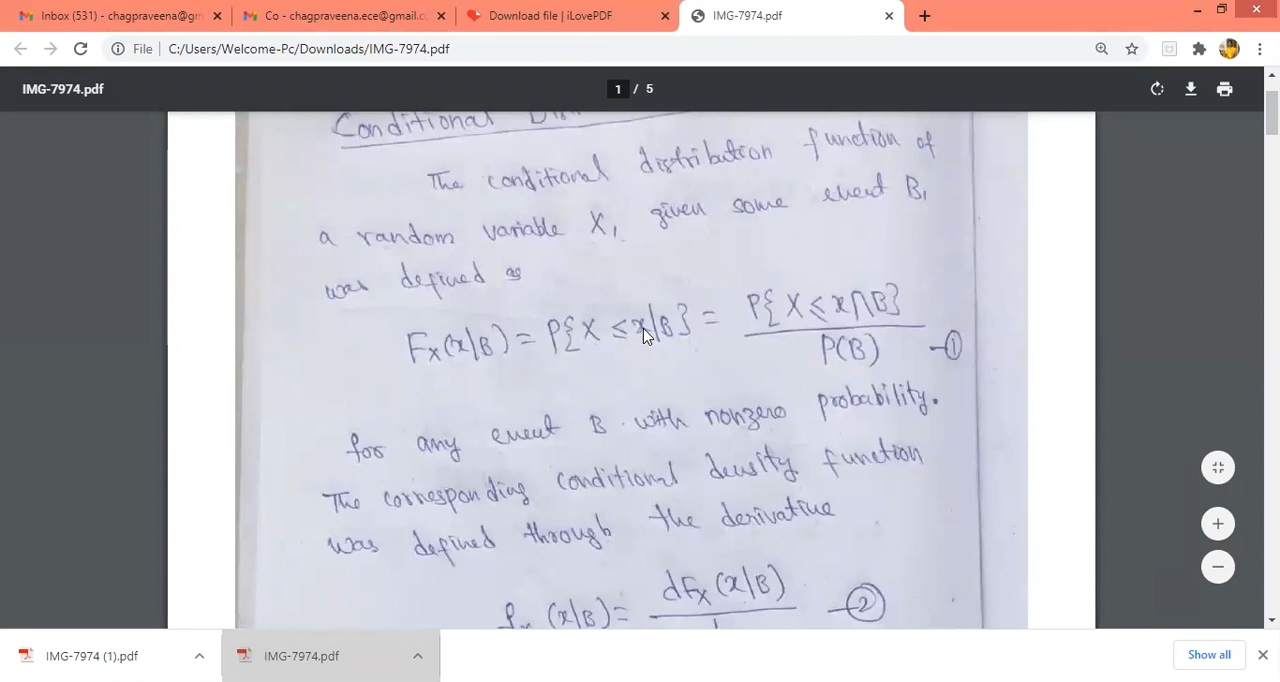 Inbox (531) - chagpraveena@gm
Co - chagpraveena.ece@gmail.c
Download file | iLovePDF
IMG-7974.pdf
File
C:/Users/Welcome-Pc/Downloads/IMG-7974.pdf
IMG-7974.pdf
1 / 5
Conditional
The conditional distribution function of
a random variable X, given some event B,
was defined as
Fx(x|B) = P{X ≤ x|B} = P{X ≤ x∩B} / P(B) -①
for any event B with nonzero probability.
The corresponding conditional density function
was defined through the derivative
fx(x|B) = dFx(x|B) -②
IMG-7974 (1).pdf
IMG-7974.pdf
Show all